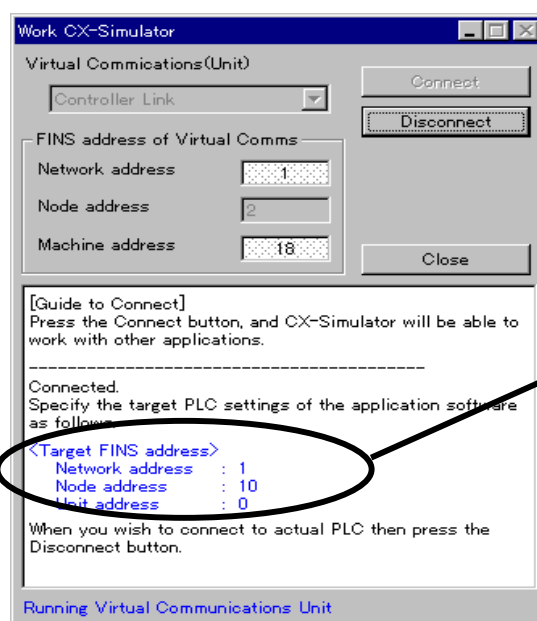 Work CX-Simulator
Virtual Commications(Unit)
Controller Link
Connect
Disconnect
FINS address of Virtual Comms
Network address
1
Node address
2
Machine address
18
Close
[Guide to Connect]
Press the Connect button, and CX-Simulator will be able to
work with other applications.
------------------------------------------
Connected.
Specify the target PLC settings of the application software
as follows.
<Target FINS address>
Network address : 1
Node address : 10
Unit address : 0
When you wish to connect to actual PLC then press the
Disconnect button.
Running Virtual Communications Unit